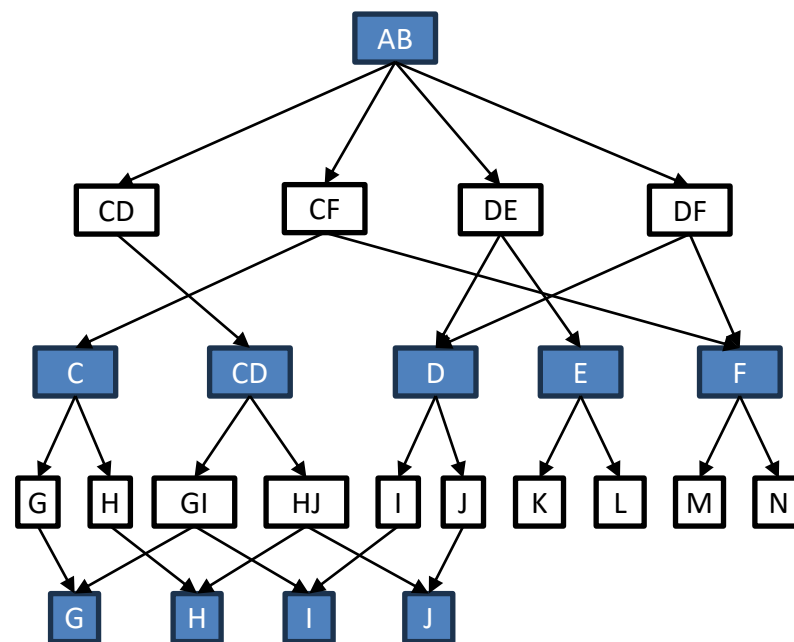 AB
CD CF DE DF
C CD D E F
G H GI HJ I J K L M N
G H I J